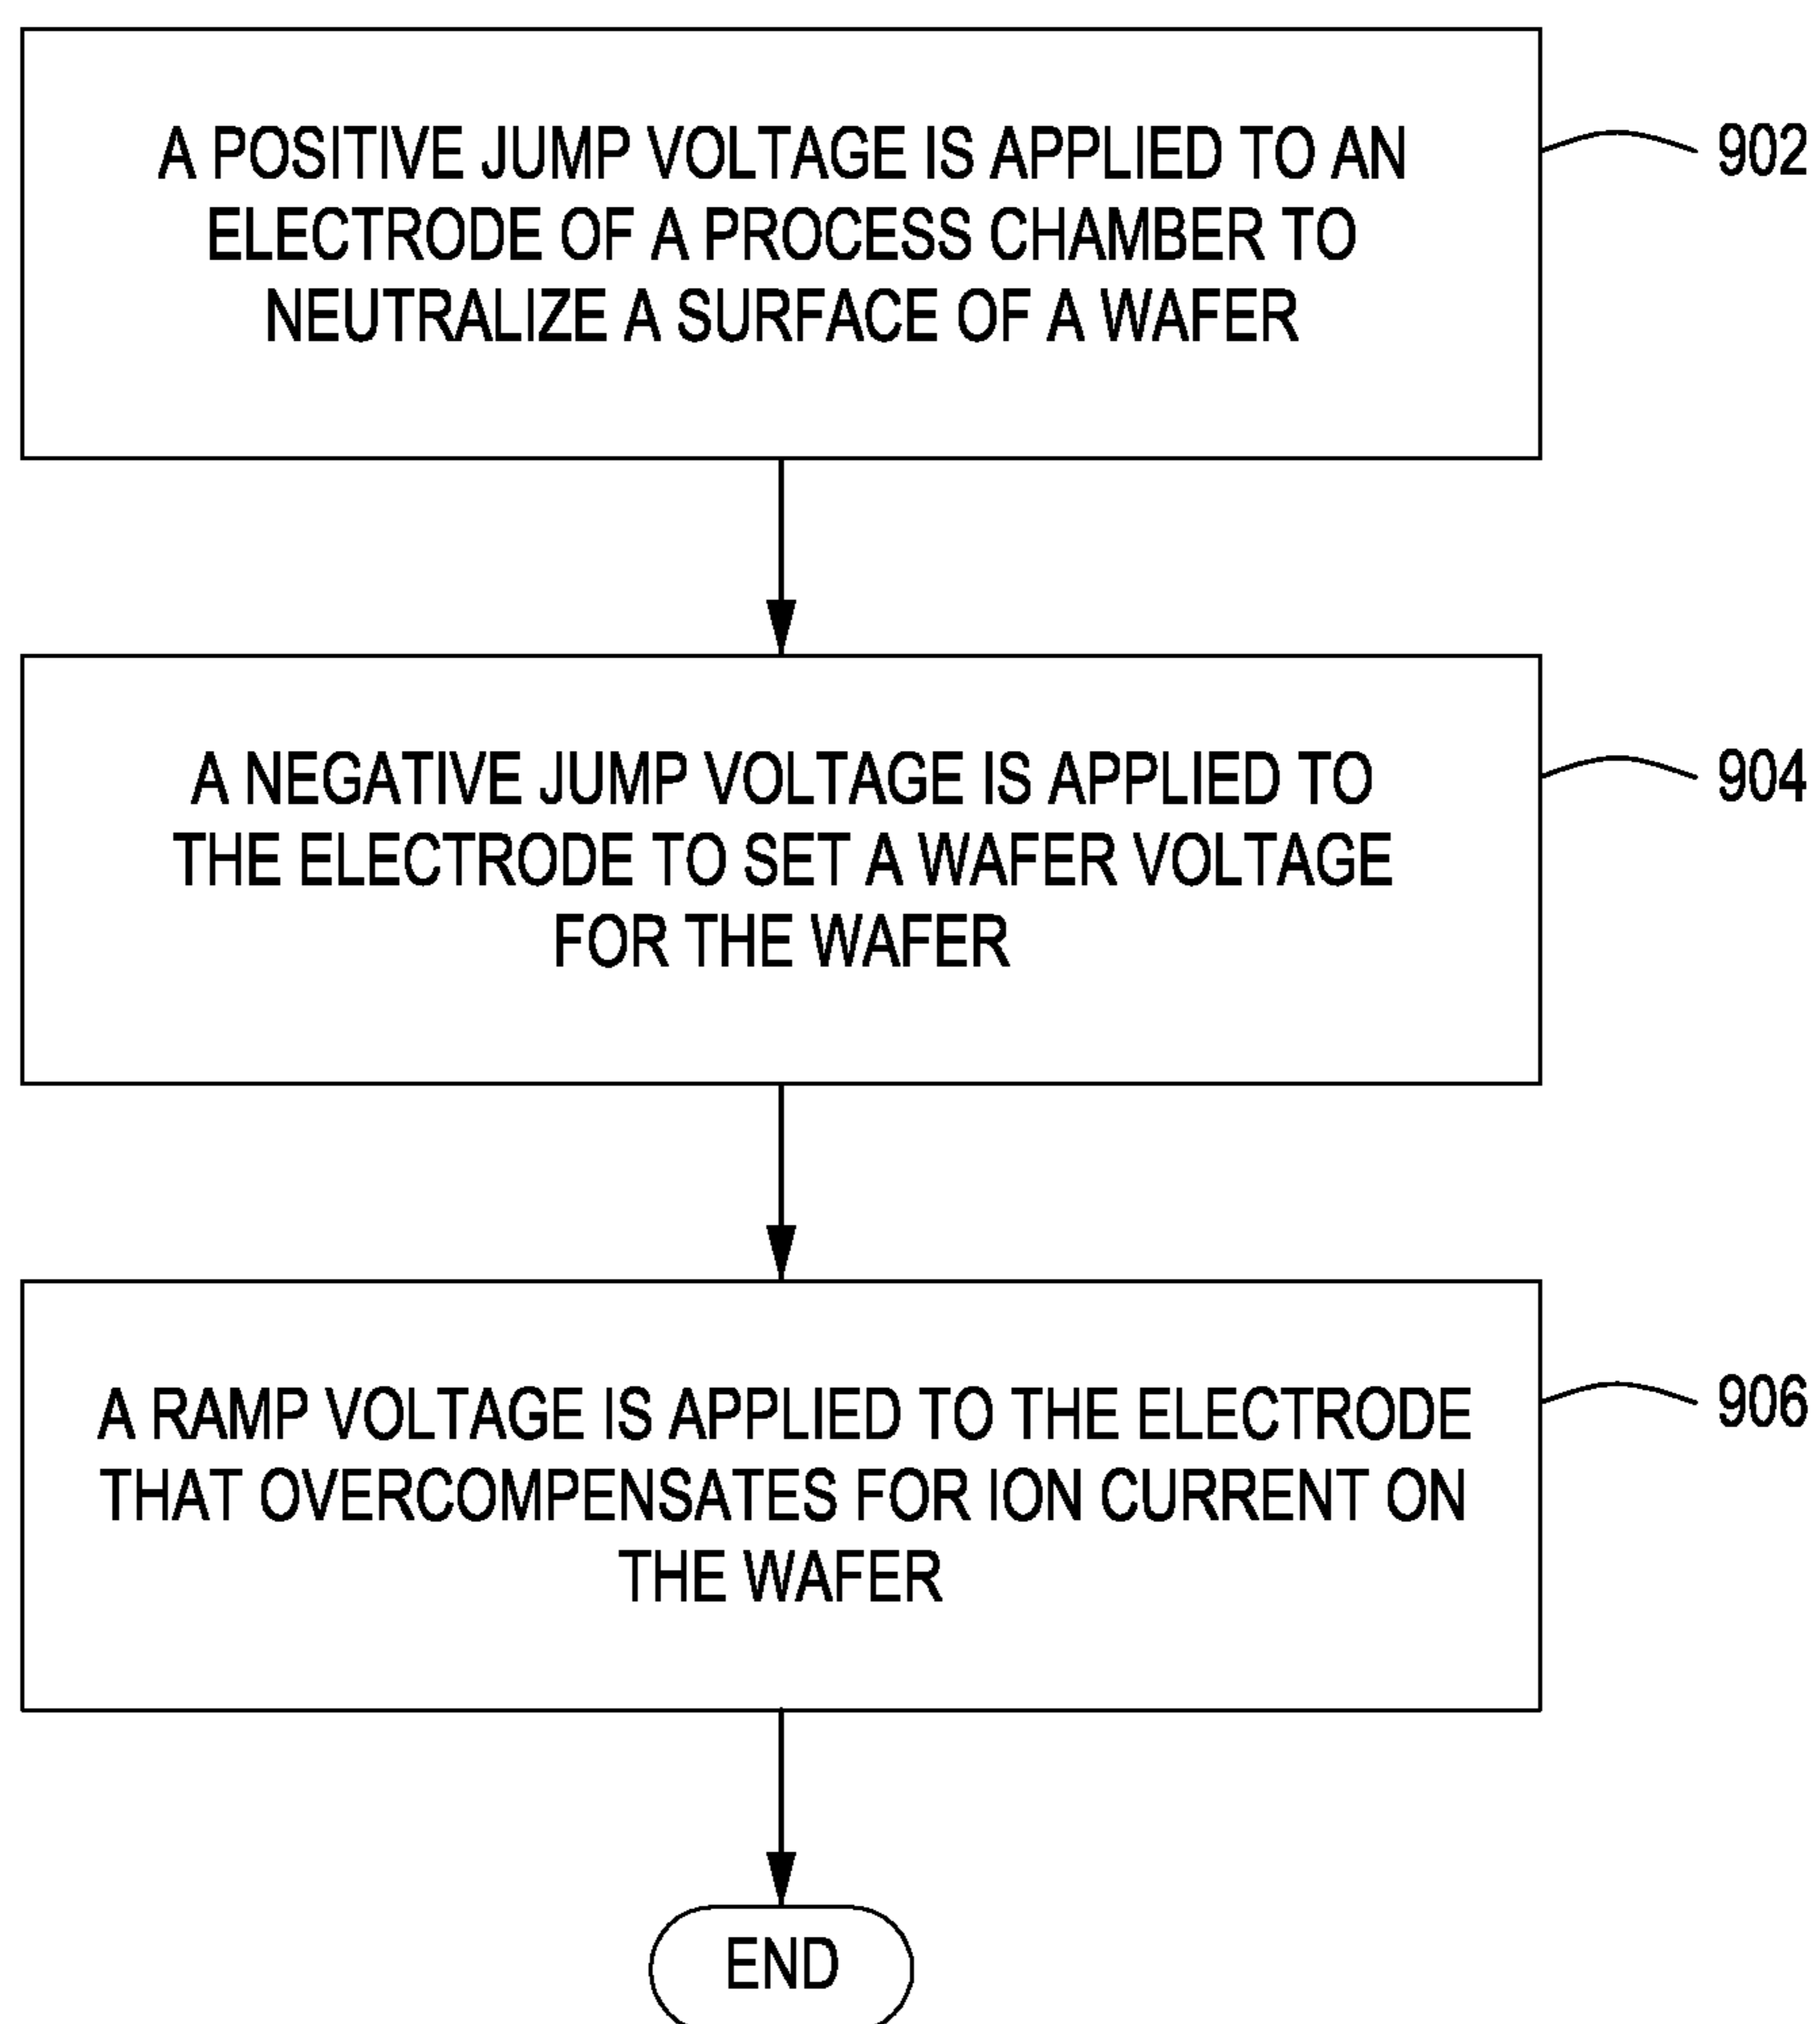 A POSITIVE JUMP VOLTAGE IS APPLIED TO AN
ELECTRODE OF A PROCESS CHAMBER TO
NEUTRALIZE A SURFACE OF A WAFER
902
A NEGATIVE JUMP VOLTAGE IS APPLIED TO
THE ELECTRODE TO SET A WAFER VOLTAGE
FOR THE WAFER
904
A RAMP VOLTAGE IS APPLIED TO THE ELECTRODE
THAT OVERCOMPENSATES FOR ION CURRENT ON
THE WAFER
906
END